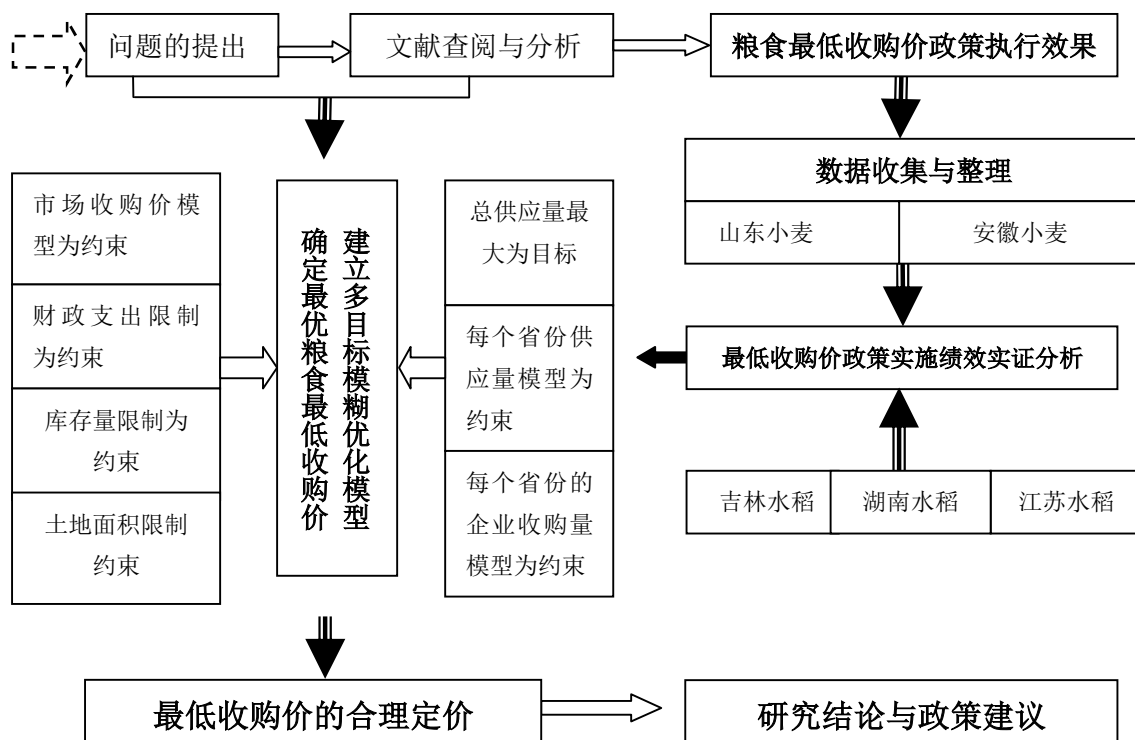 问题的提出
文献查阅与分析
粮食最低收购价政策执行效果
数据收集与整理
山东小麦
安徽小麦
最低收购价政策实施绩效实证分析
吉林水稻
湖南水稻
江苏水稻
市场收购价模
型为约束
财政支出限制
为约束
库存量限制为
约束
土地面积限制
约束
建立多目标模糊优化模型
确定最优粮食最低收购价
总供应量最
大为目标
每个省份供
应量模型为
约束
每个省份的
企业收购量
模型为约束
最低收购价的合理定价
研究结论与政策建议